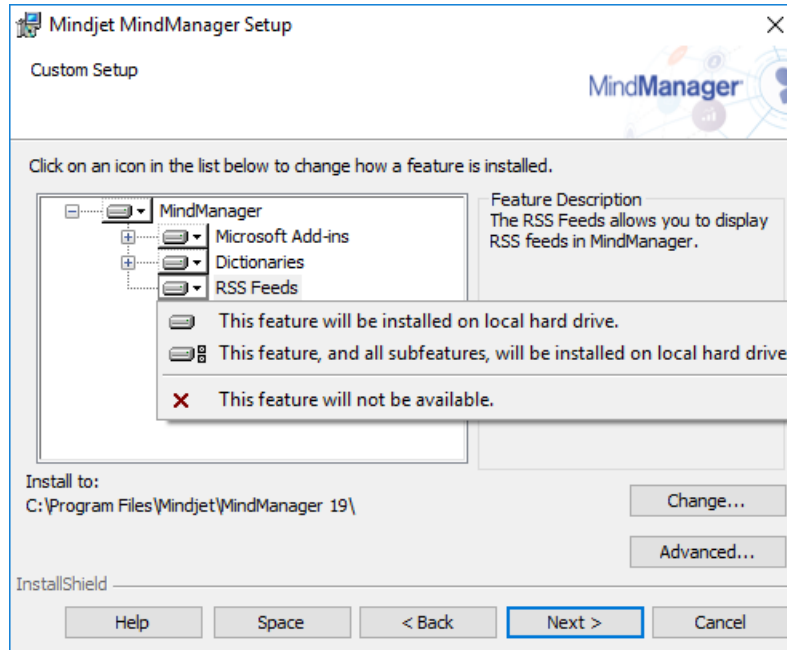 Mindjet MindManager Setup
Custom Setup
MindManager
Click on an icon in the list below to change how a feature is installed.
MindManager
Microsoft Add-ins
Dictionaries
RSS Feeds
Feature Description
The RSS Feeds allows you to display
RSS feeds in MindManager.
This feature will be installed on local hard drive.
This feature, and all subfeatures, will be installed on local hard drive
This feature will not be available.
Install to:
C:\Program Files\Mindjet\MindManager 19\
Change...
Advanced...
InstallShield
Help
Space
< Back
Next >
Cancel